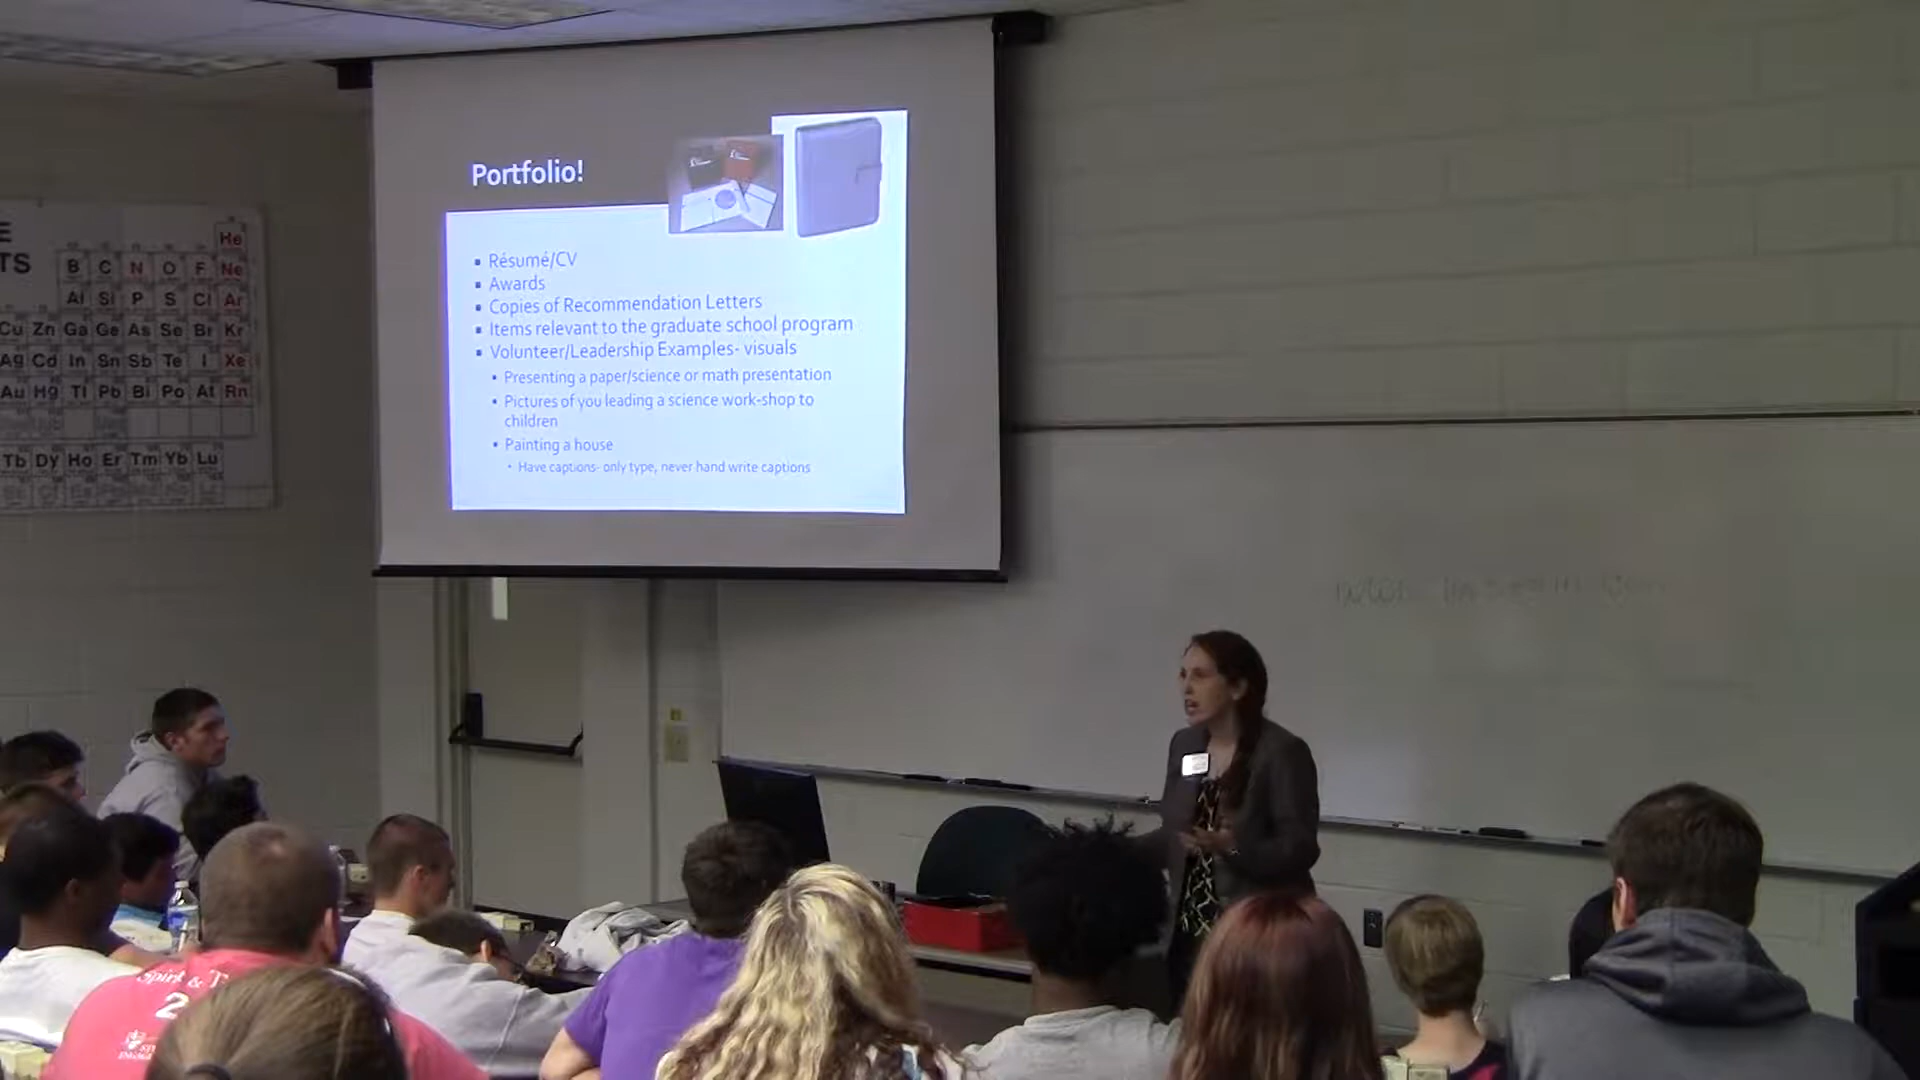 Portfolio!
Résumé/CV
Awards
Copies of Recommendation Letters
Items relevant to the graduate school program
Volunteer/Leadership Examples- visuals
Presenting a paper/science or math presentation
Pictures of you leading a science work-shop to
children
Painting a house
Have captions- only type, never hand write captions
E
TS
He
B C N O F Ne
Al Si P S Cl Ar
Cu Zn Ga Ge As Se Br Kr
Ag Cd In Sn Sb Te I Xe
Au Hg Tl Pb Bi Po At Rn
Tb Dy Ho Er Tm Yb Lu
Spirit & T
2